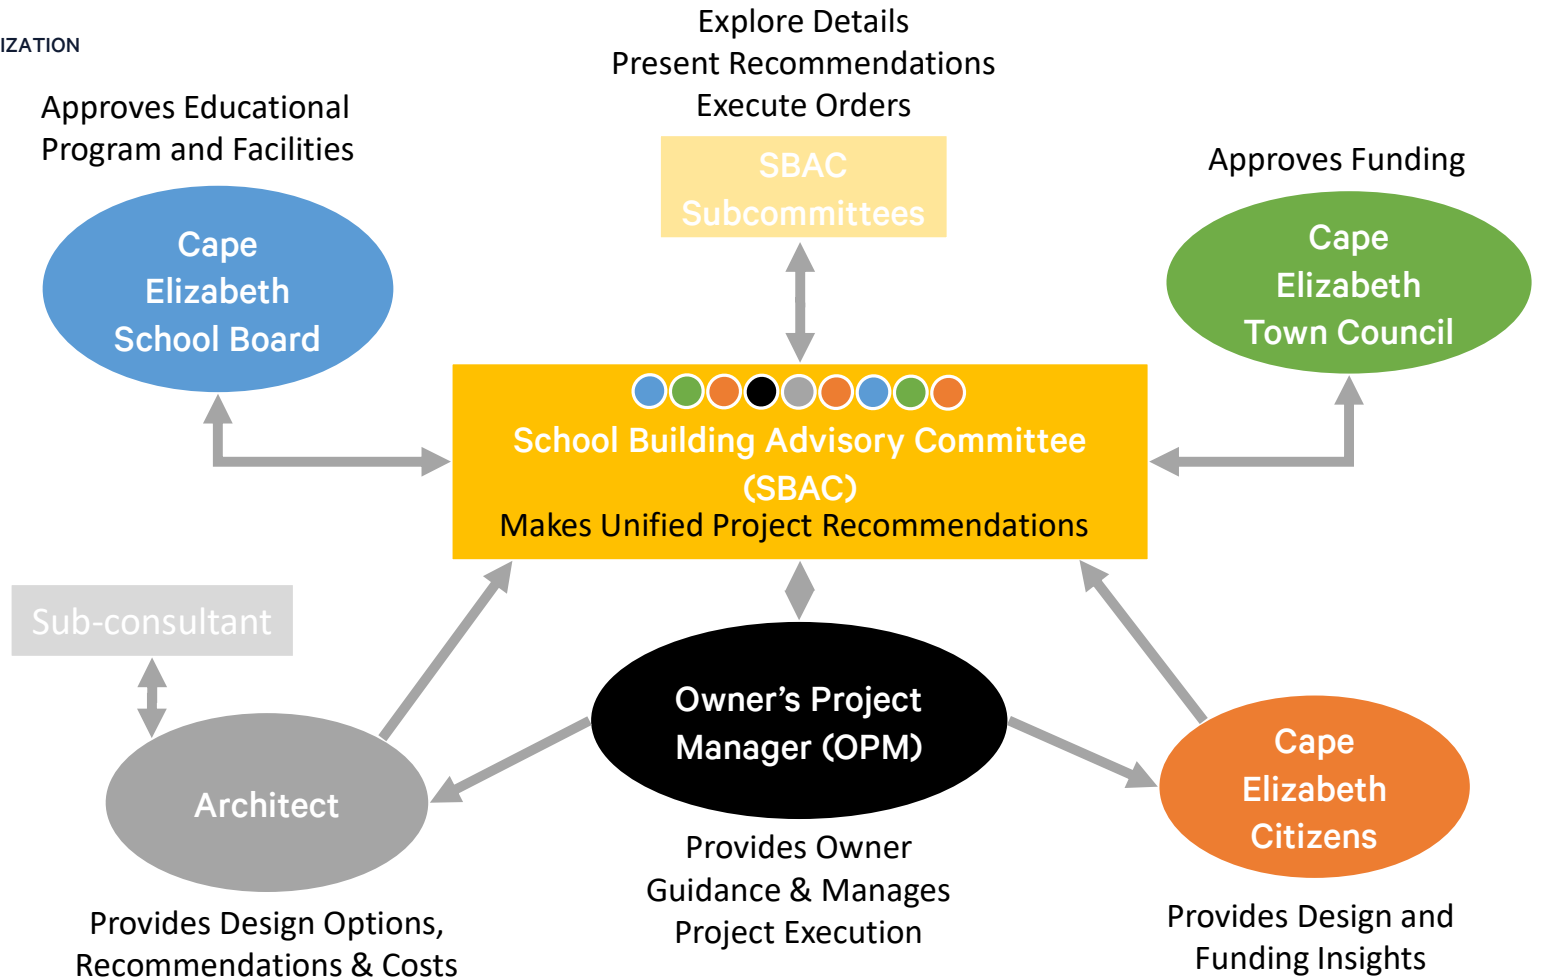 IZATION
Explore Details
Present Recommendations
Execute Orders
Approves Educational
Program and Facilities
SBAC
Subcommittees
Approves Funding
Cape
Elizabeth
School Board
Cape
Elizabeth
Town Council
School Building Advisory Committee
(SBAC)
Makes Unified Project Recommendations
Sub-consultant
Architect
Owner’s Project
Manager (OPM)
Cape
Elizabeth
Citizens
Provides Design Options,
Recommendations & Costs
Provides Owner
Guidance & Manages
Project Execution
Provides Design and
Funding Insights